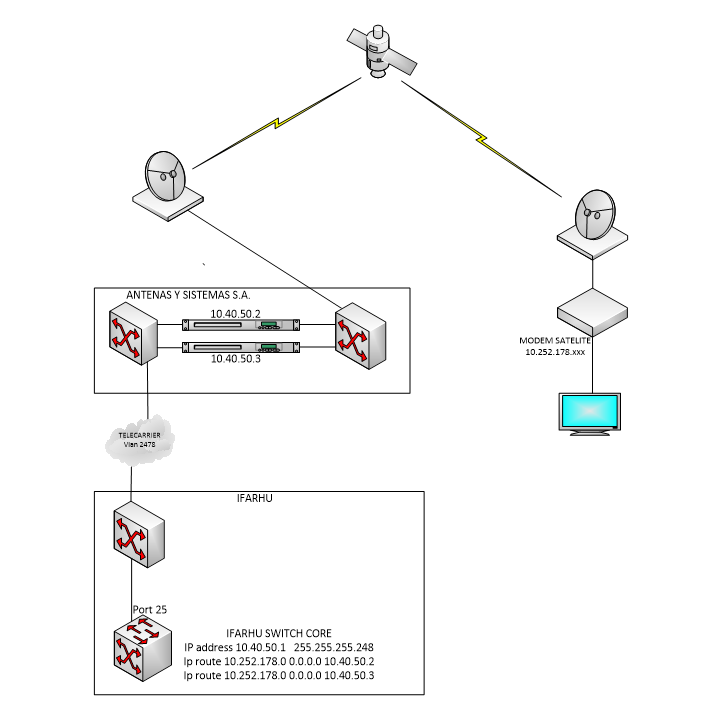 ANTENAS Y SISTEMAS S.A.
10.40.50.2
10.40.50.3
MODEM SATELITE
10.252.178.xxx
TELECARRIER
Vlan 2478
IFARHU
Port 25
IFARHU SWITCH CORE
IP address 10.40.50.1 255.255.255.248
Ip route 10.252.178.0 0.0.0.0 10.40.50.2
Ip route 10.252.178.0 0.0.0.0 10.40.50.3